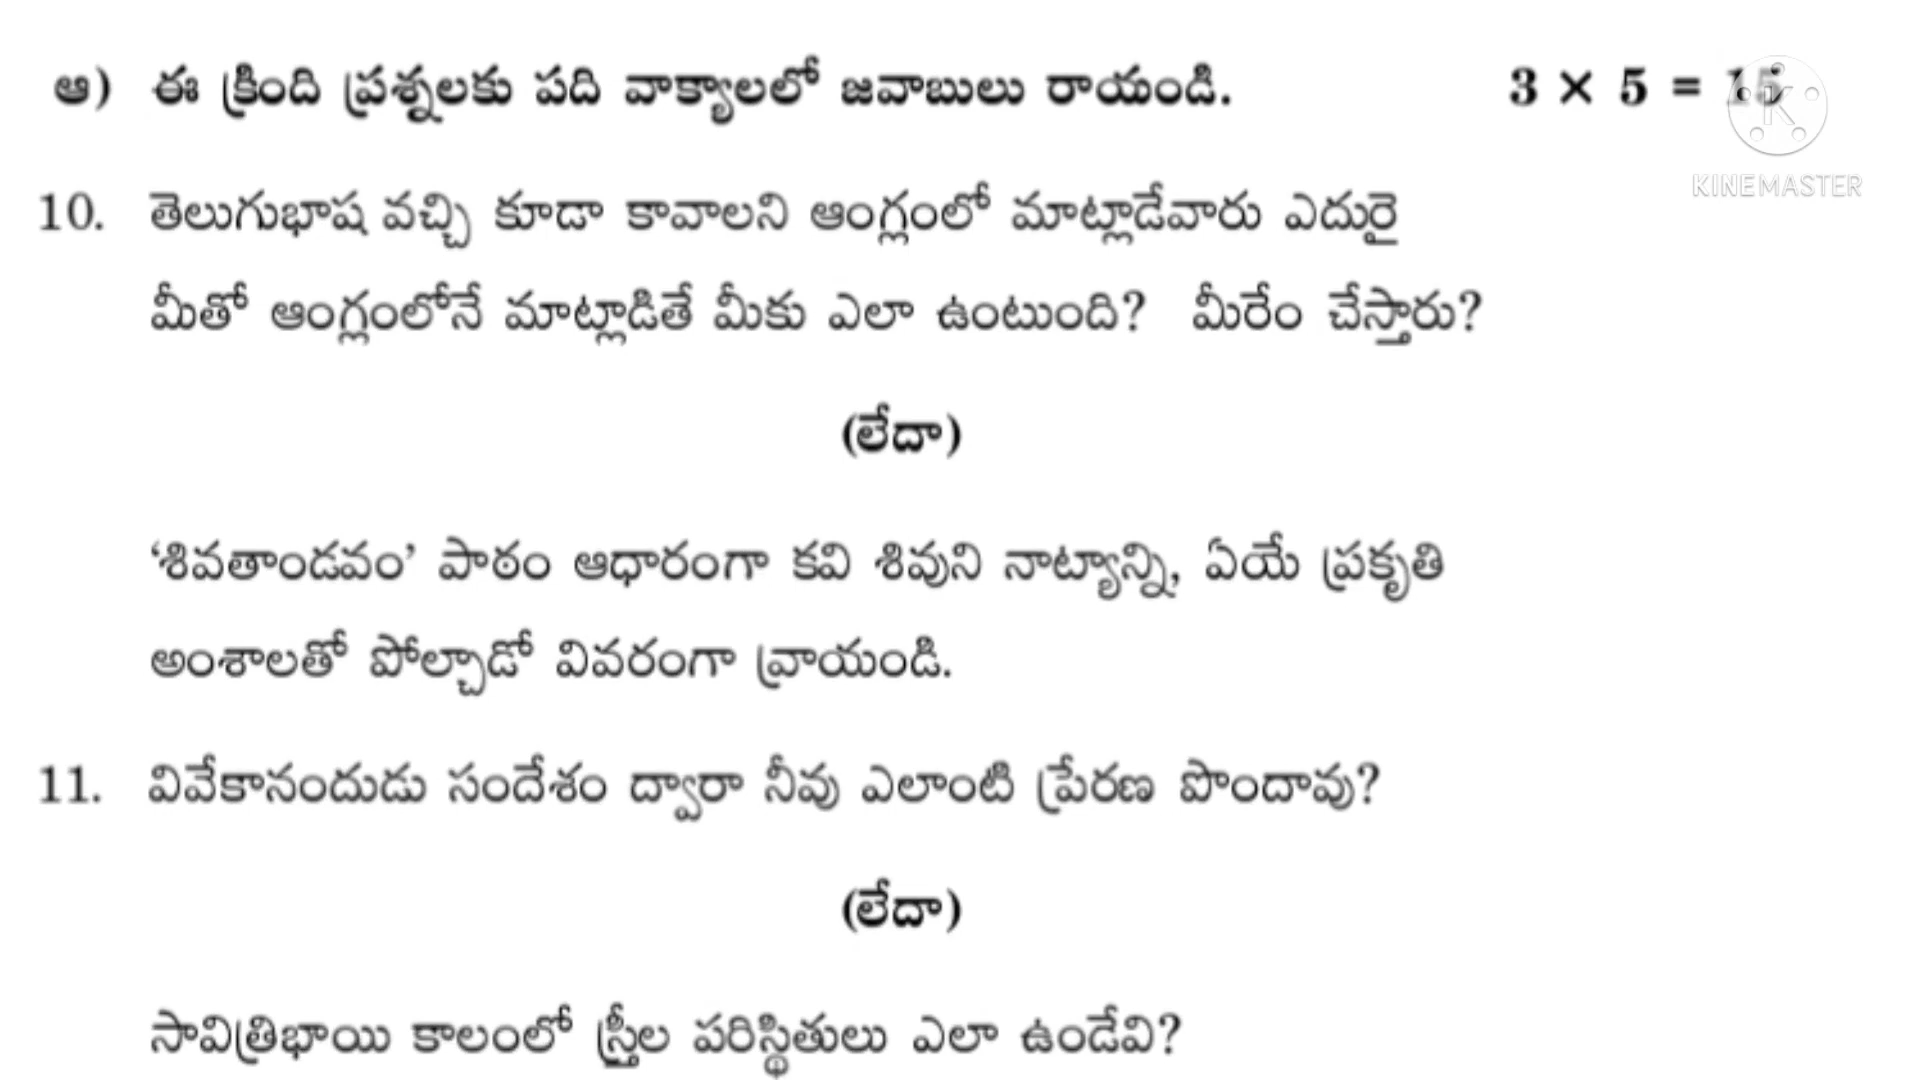 ఆ) ఈ క్రింది ప్రశ్నలకు పది వాక్యాలలో జవాబులు రాయండి. 3 × 5 = 15
KINEMASTER
10. తెలుగుభాష వచ్చి కూడా కావాలని ఆంగ్లంలో మాట్లాడేవారు ఎదురై
మీతో ఆంగ్లంలోనే మాట్లాడితే మీకు ఎలా ఉంటుంది? మీరేం చేస్తారు?
(లేదా)
‘శివతాండవం’ పాఠం ఆధారంగా కవి శివుని నాట్యాన్ని, ఏయే ప్రకృతి
అంశాలతో పోల్చాడో వివరంగా వ్రాయండి.
11. వివేకానందుడు సందేశం ద్వారా నీవు ఎలాంటి ప్రేరణ పొందావు?
(లేదా)
సావిత్రిభాయి కాలంలో స్త్రీల పరిస్థితులు ఎలా ఉండేవి?